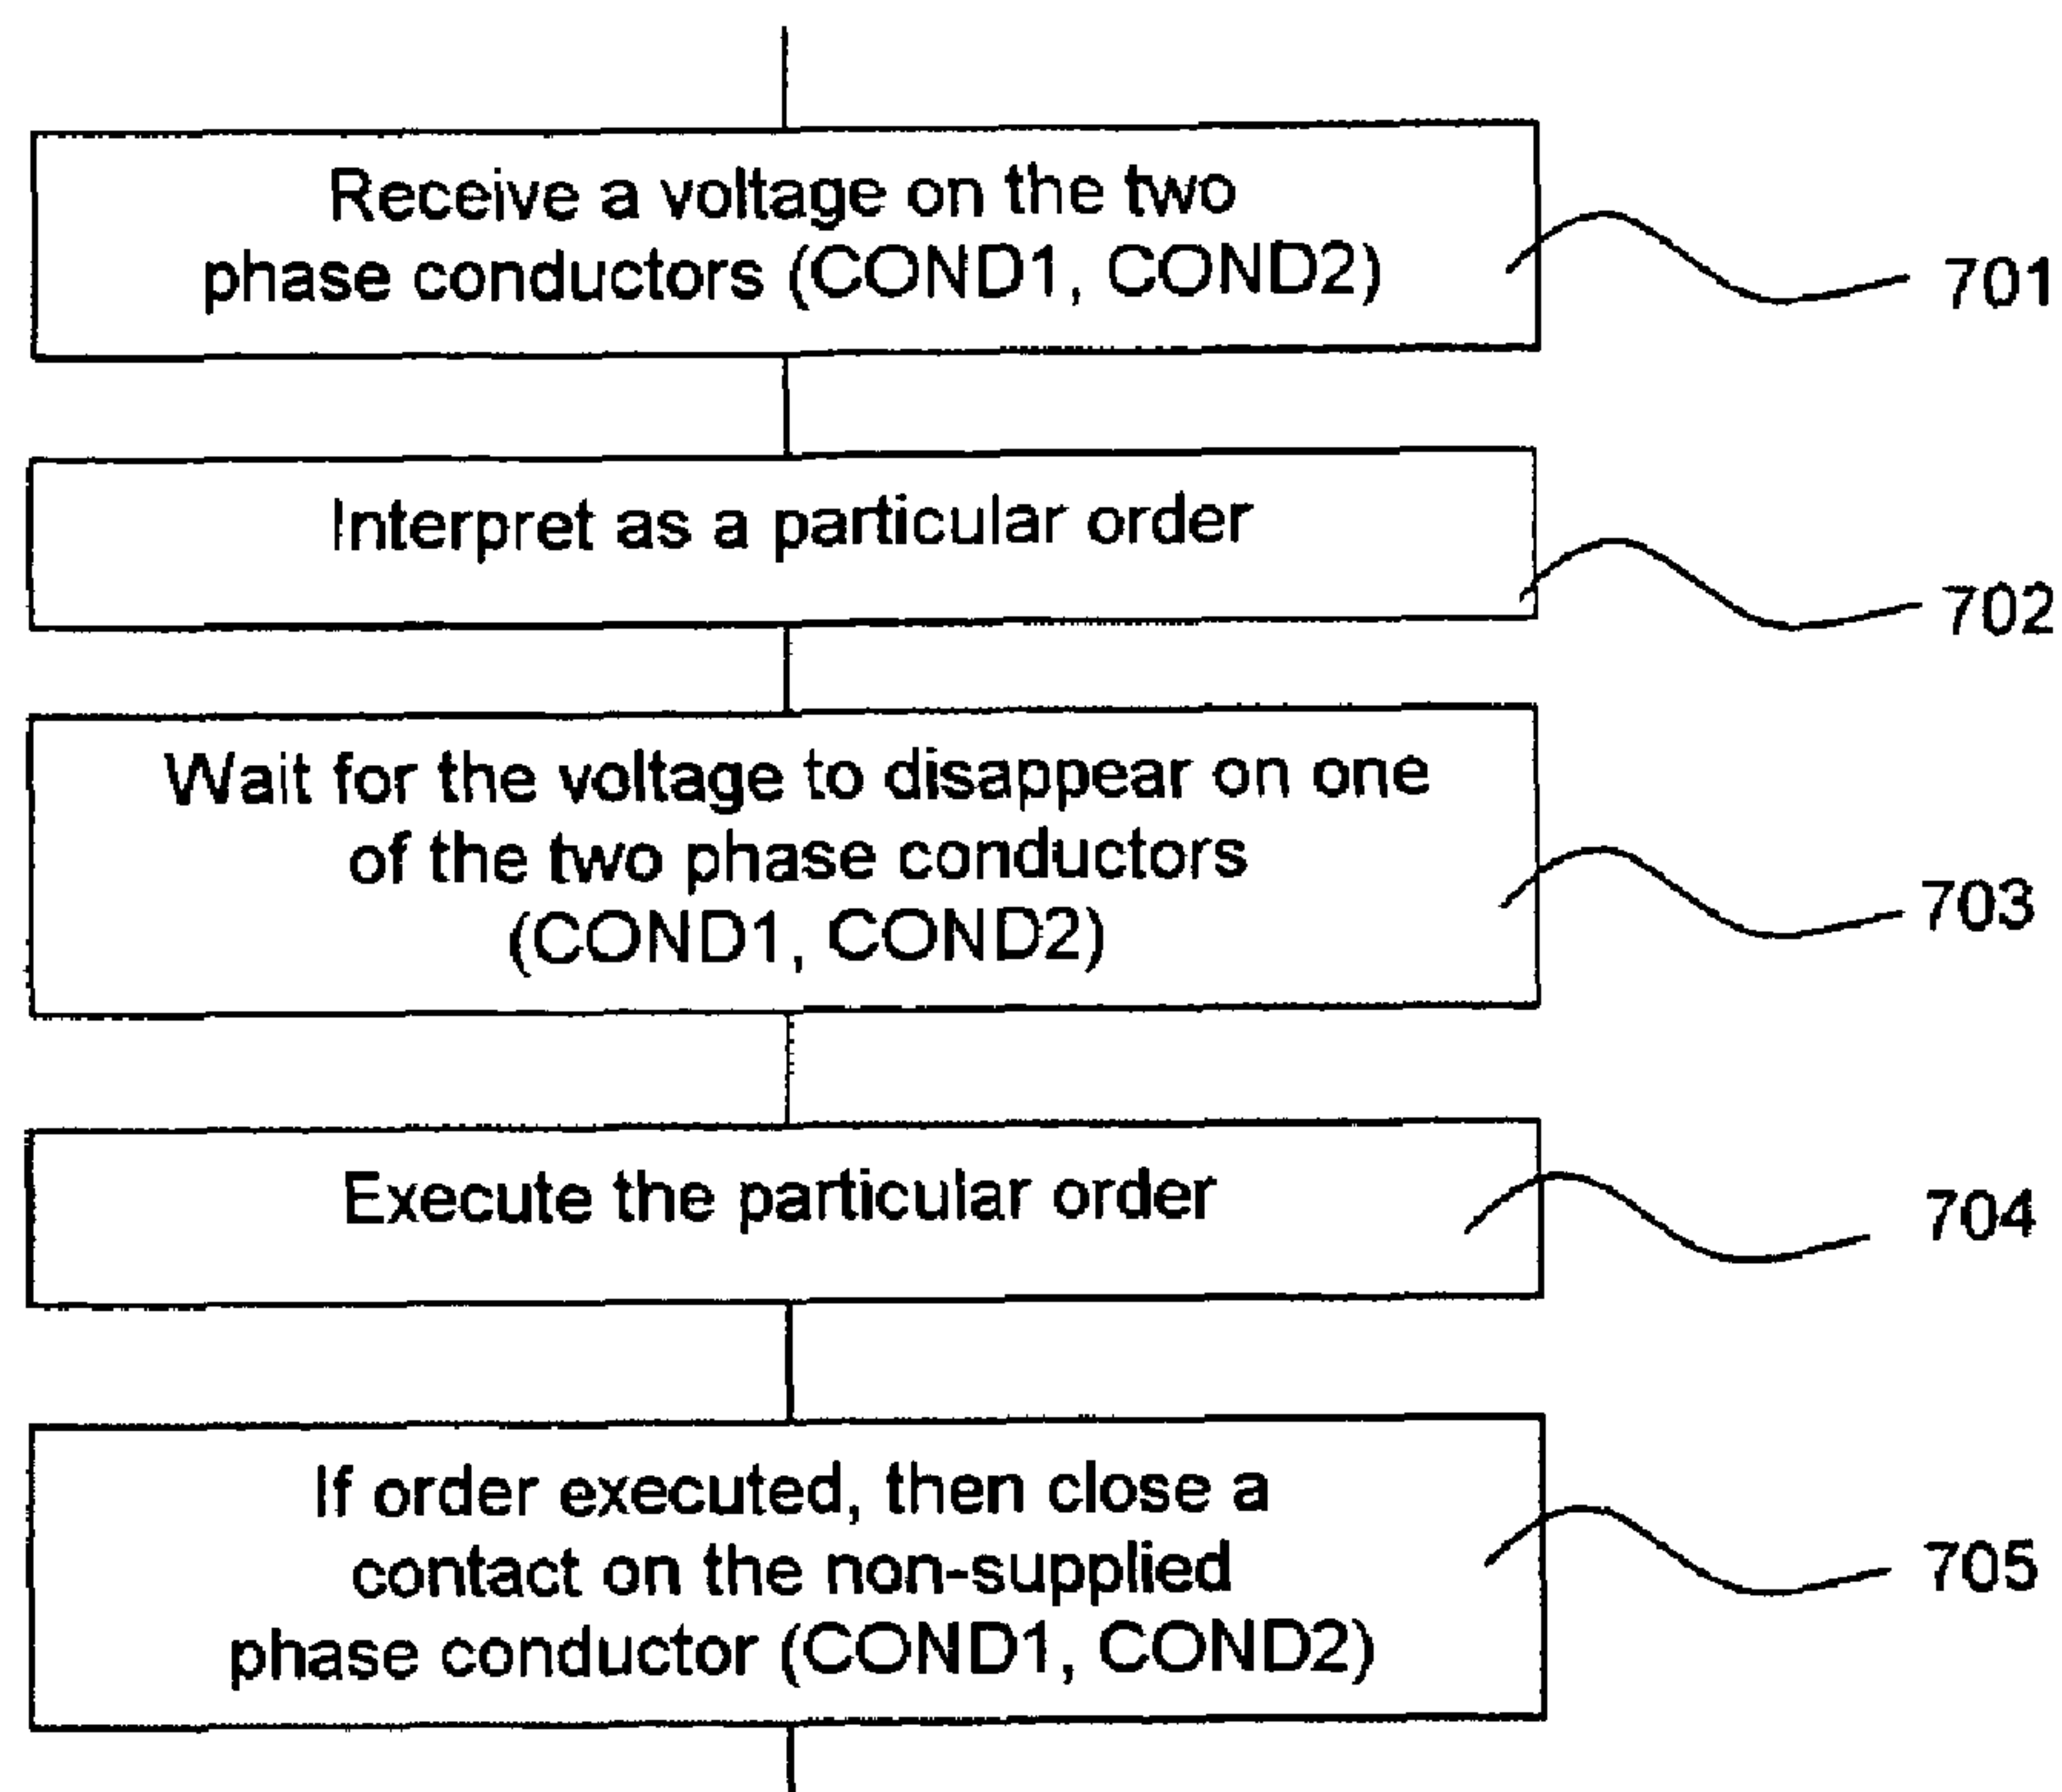 Receive a voltage on the two
phase conductors (COND1, COND2)
701
Interpret as a particular order
702
Wait for the voltage to disappear on one
of the two phase conductors
(COND1, COND2)
703
Execute the particular order
704
If order executed, then close a
contact on the non-supplied
phase conductor (COND1, COND2)
705